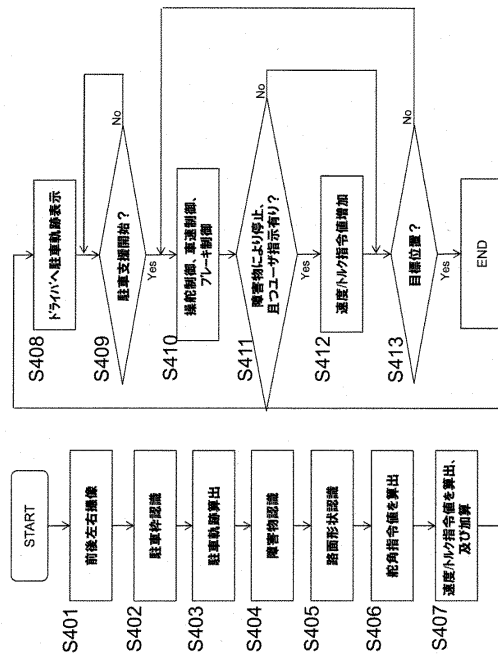 START
S401
前後左右撮像
S402
駐車枠認識
S403
駐車軌跡算出
S404
障害物認識
S405
路面形状認識
S406
舵角指令値を算出
S407
速度/トルク指令値を算出、
及び加算
S408
ドライバへ駐車軌跡表示
S409
駐車支援開始?
No
Yes
S410
操舵制御、車速制御、
ブレーキ制御
S411
障害物により停止、
且つユーザ指示有り?
No
Yes
S412
速度/トルク指令値増加
S413
目標位置?
No
Yes
END